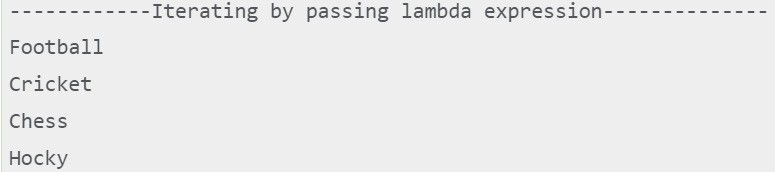 ------------Iterating by passing lambda expression--------------
Football
Cricket
Chess
Hocky